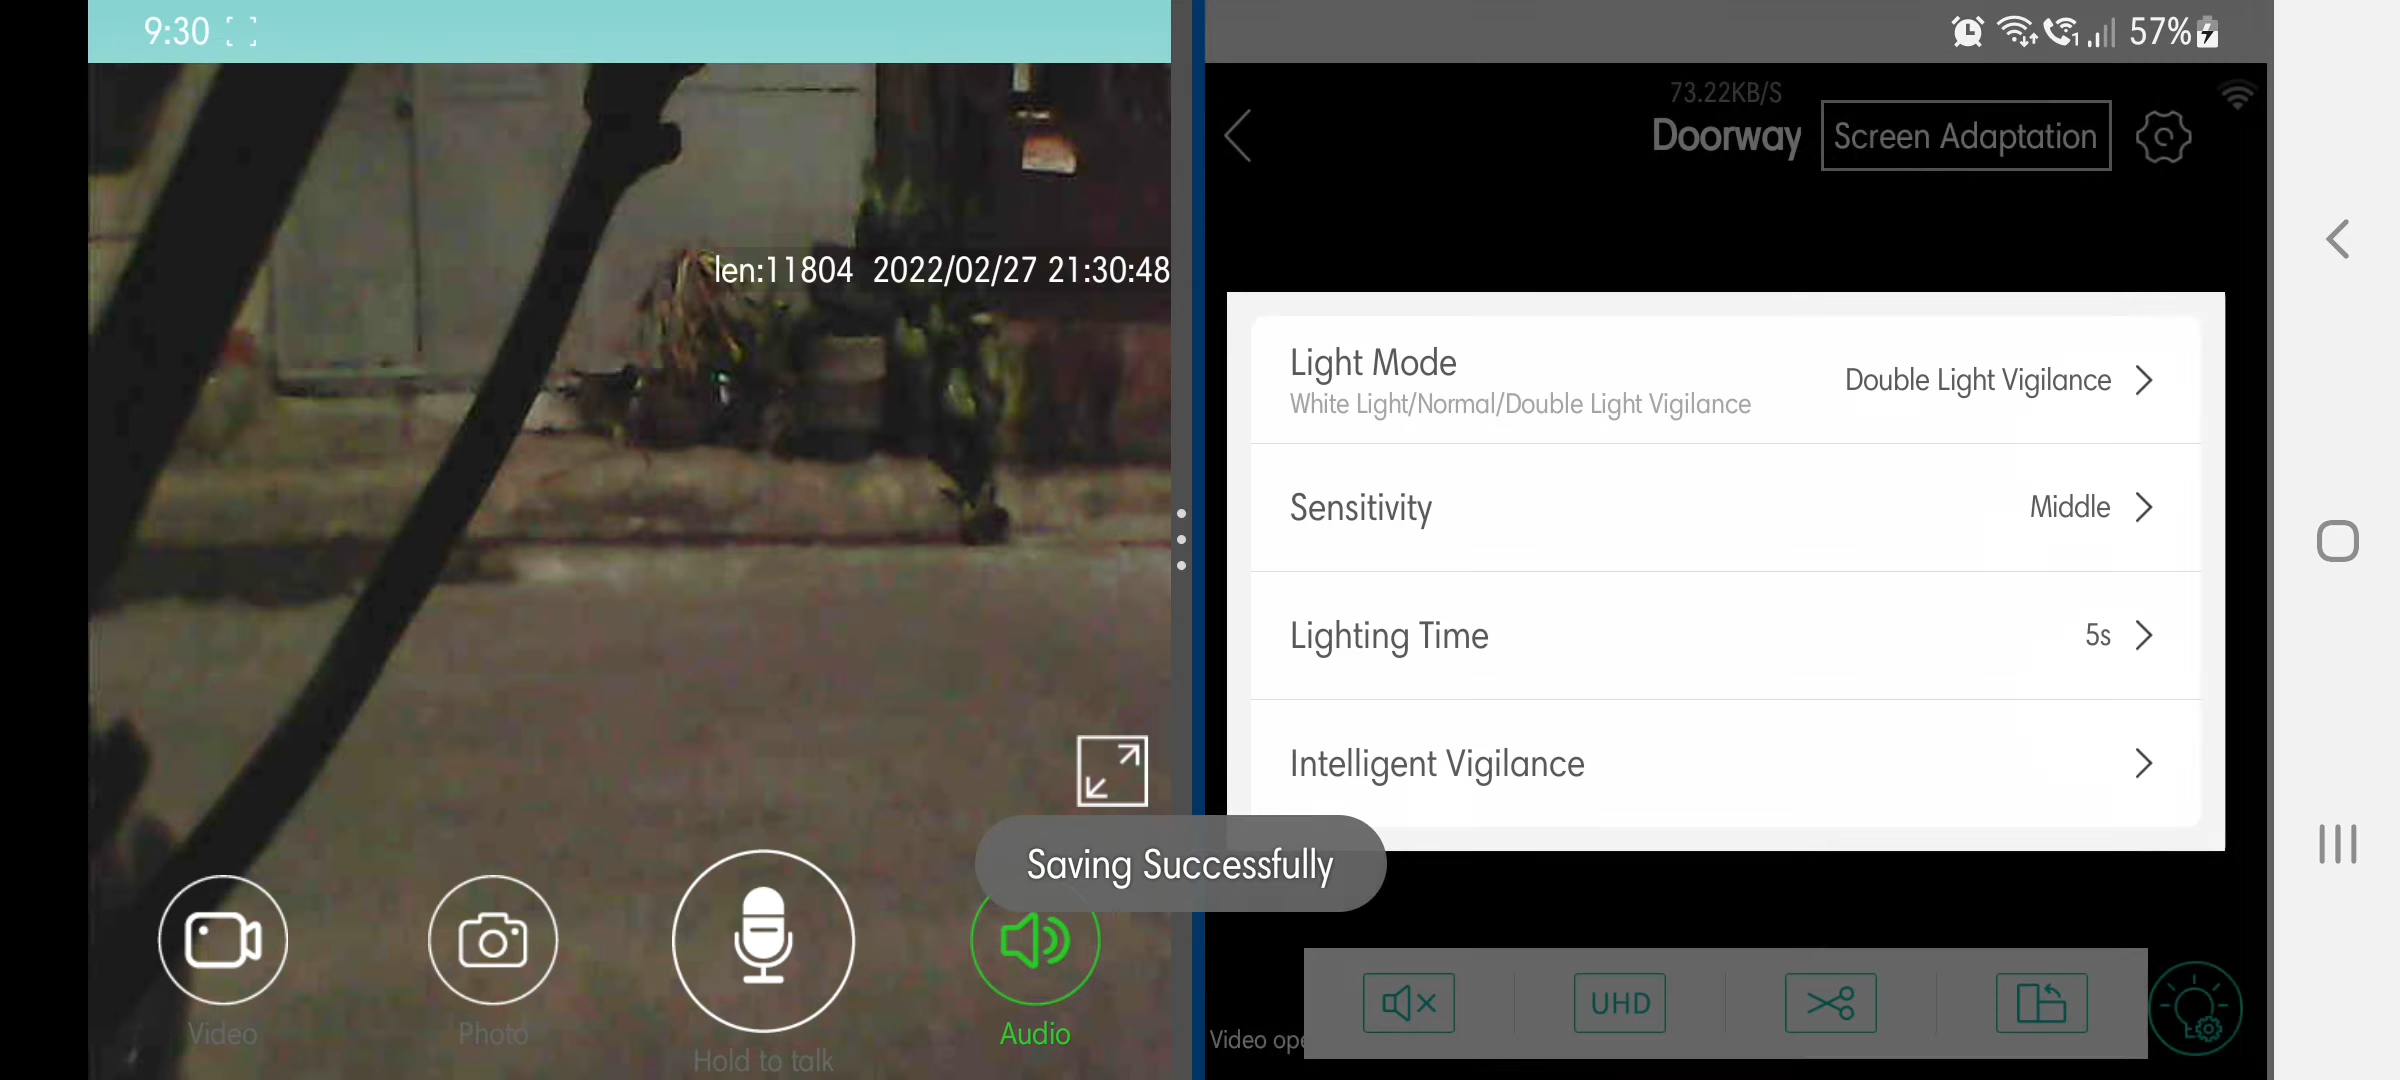 9:30
57%
73.22KB/S
Doorway
Screen Adaptation
len:11804 2022/02/27 21:30:48
Light Mode
White Light/Normal/Double Light Vigilance
Double Light Vigilance
Sensitivity
Middle
Lighting Time
5s
Intelligent Vigilance
Saving Successfully
UHD
Video
Photo
Hold to talk
Audio
Video ope